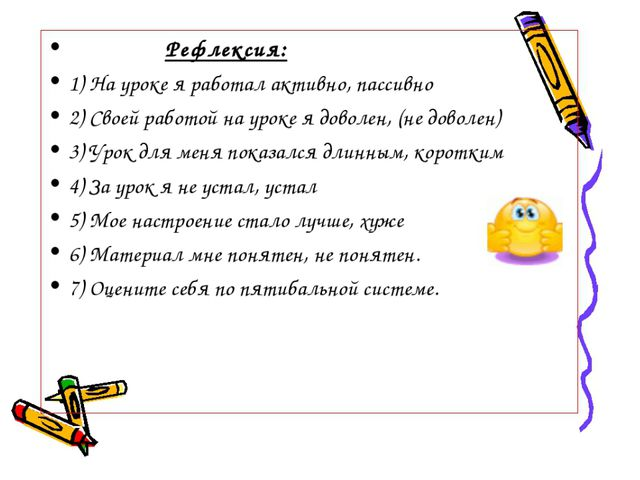 Рефлексия:
1) На уроке я работал активно, пассивно
2) Своей работой на уроке я доволен, (не доволен)
3) Урок для меня показался длинным, коротким
4) За урок я не устал, устал
5) Мое настроение стало лучше, хуже
6) Материал мне понятен, не понятен.
7) Оцените себя по пятибальной системе.